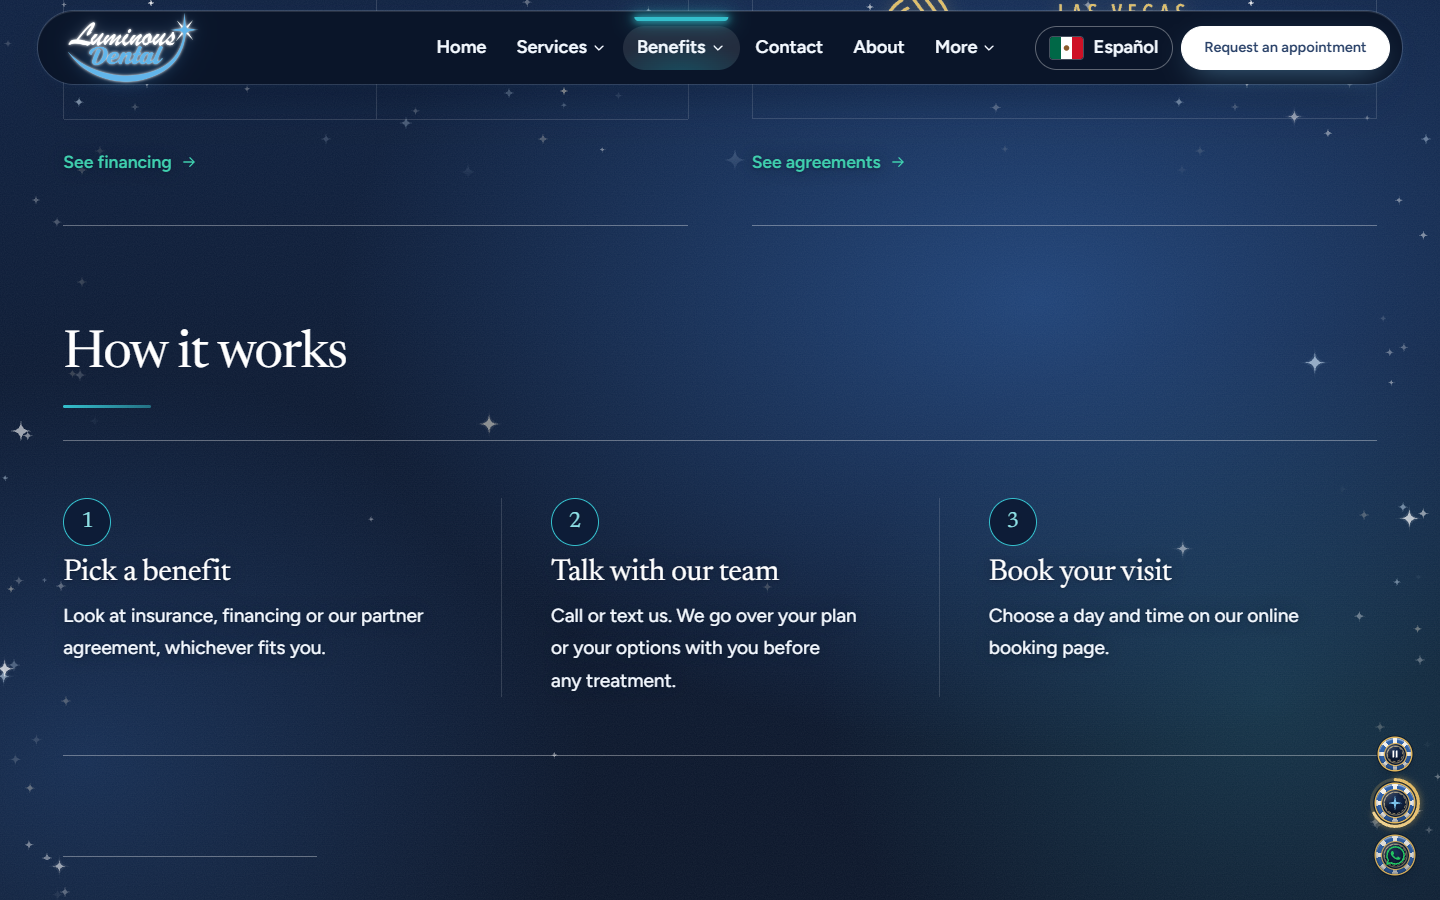 LAS VEGAS
Luminous
Dental
Home
Services
Benefits
Contact
About
More
Español
Request an appointment
See financing
See agreements
How it works
1
2
3
Pick a benefit
Talk with our team
Book your visit
Look at insurance, financing or our partner
agreement, whichever fits you.
Call or text us. We go over your plan
or your options with you before
any treatment.
Choose a day and time on our online
booking page.